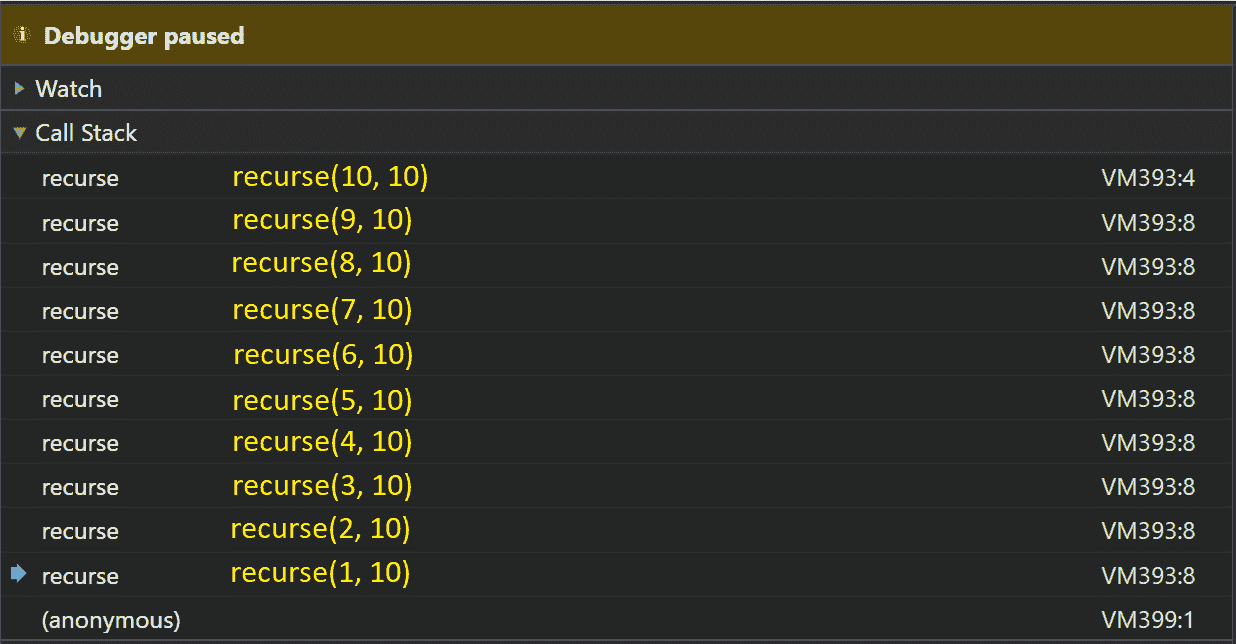 Debugger paused
Watch
Call Stack
recurse recurse(10, 10) VM393:4
recurse recurse(9, 10) VM393:8
recurse recurse(8, 10) VM393:8
recurse recurse(7, 10) VM393:8
recurse recurse(6, 10) VM393:8
recurse recurse(5, 10) VM393:8
recurse recurse(4, 10) VM393:8
recurse recurse(3, 10) VM393:8
recurse recurse(2, 10) VM393:8
recurse recurse(1, 10) VM393:8
(anonymous) VM399:1